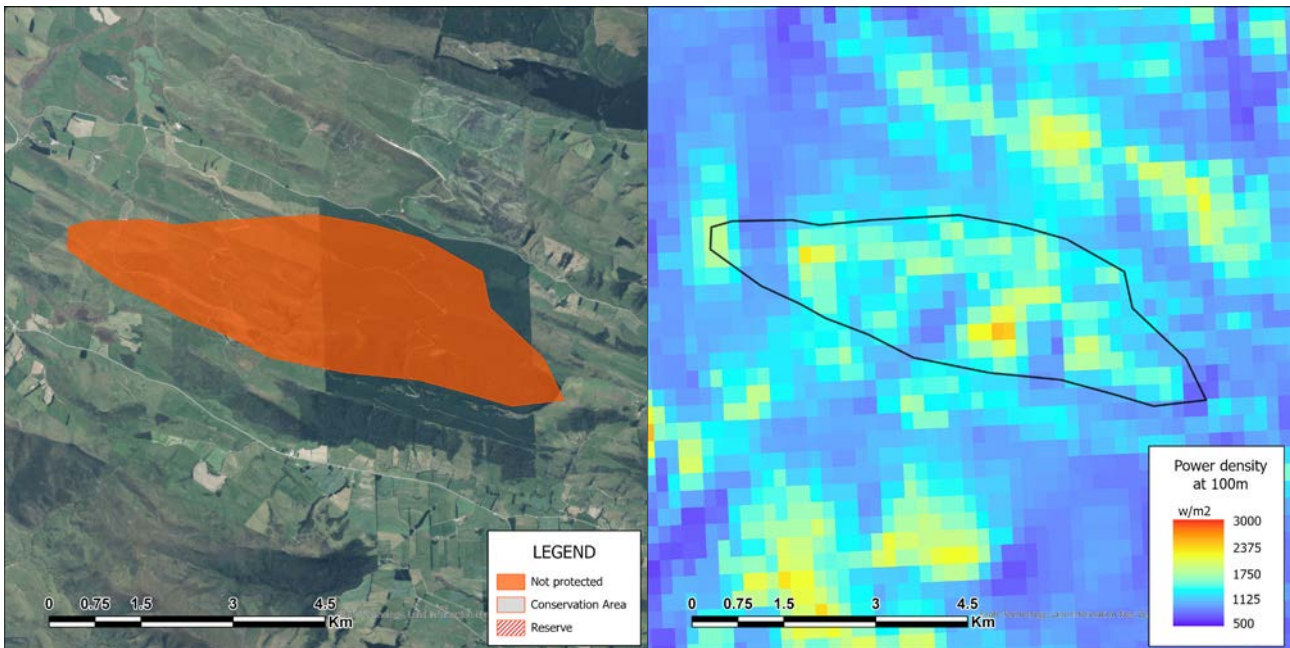 LEGEND
Not protected
Conservation Area
Reserve
0 0.75 1.5 3 4.5
Km
Power density
at 100m
w/m2
3000
2375
1750
1125
500
0 0.75 1.5 3 4.5
Km